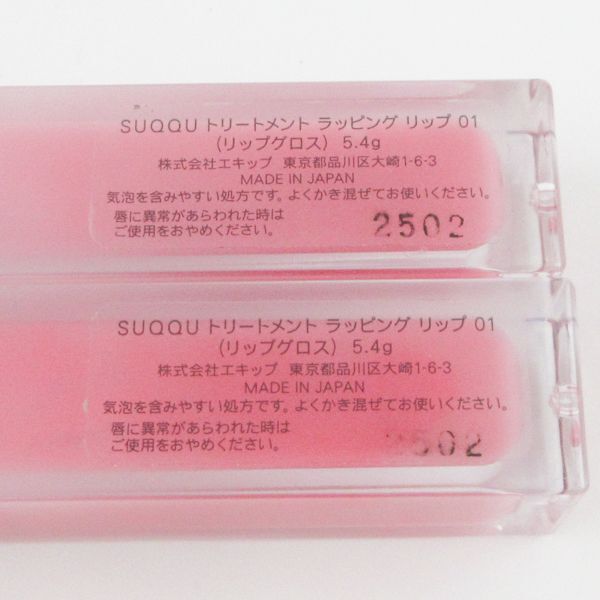 SUQQU トリートメント ラッピング リップ 01
(リップグロス) 5.4g
株式会社エキップ 東京都品川区大崎1-6-3
MADE IN JAPAN
気泡を含みやすい処方です。よくかき混ぜてお使いください。
唇に異常があらわれた時は
ご使用をおやめください。
2502
SUQQU トリートメント ラッピング リップ 01
(リップグロス) 5.4g
株式会社エキップ 東京都品川区大崎1-6-3
MADE IN JAPAN
気泡を含みやすい処方です。よくかき混ぜてお使いください。
唇に異常があらわれた時は
ご使用をおやめください。
2502